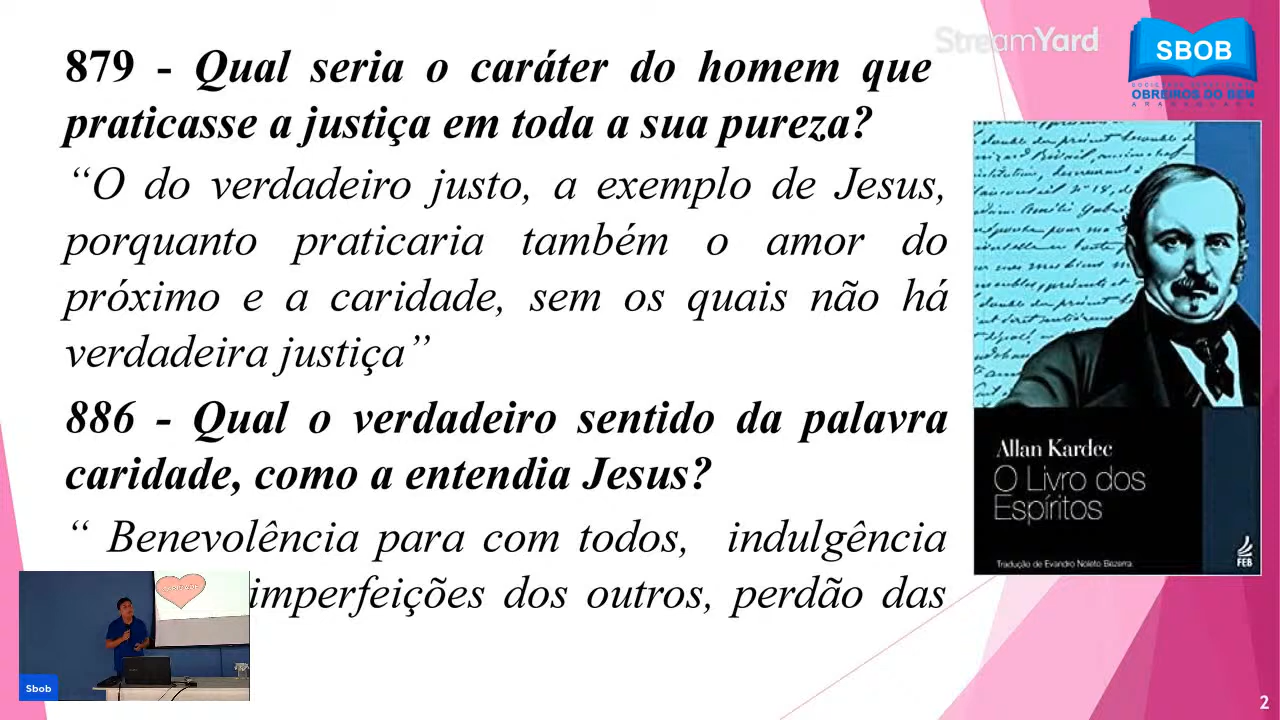 StreamYard
SBOB
OBREIROS DO BEM
879 - Qual seria o caráter do homem que
praticasse a justiça em toda a sua pureza?
“O do verdadeiro justo, a exemplo de Jesus,
porquanto praticaria também o amor do
próximo e a caridade, sem os quais não há
verdadeira justiça”
886 - Qual o verdadeiro sentido da palavra
caridade, como a entendia Jesus?
“ Benevolência para com todos, indulgência
imperfeições dos outros, perdão das
Allan Kardec
O Livro dos
Espíritos
Tradução de Evandro Noleto Bezerra
FEB
Sbob
2